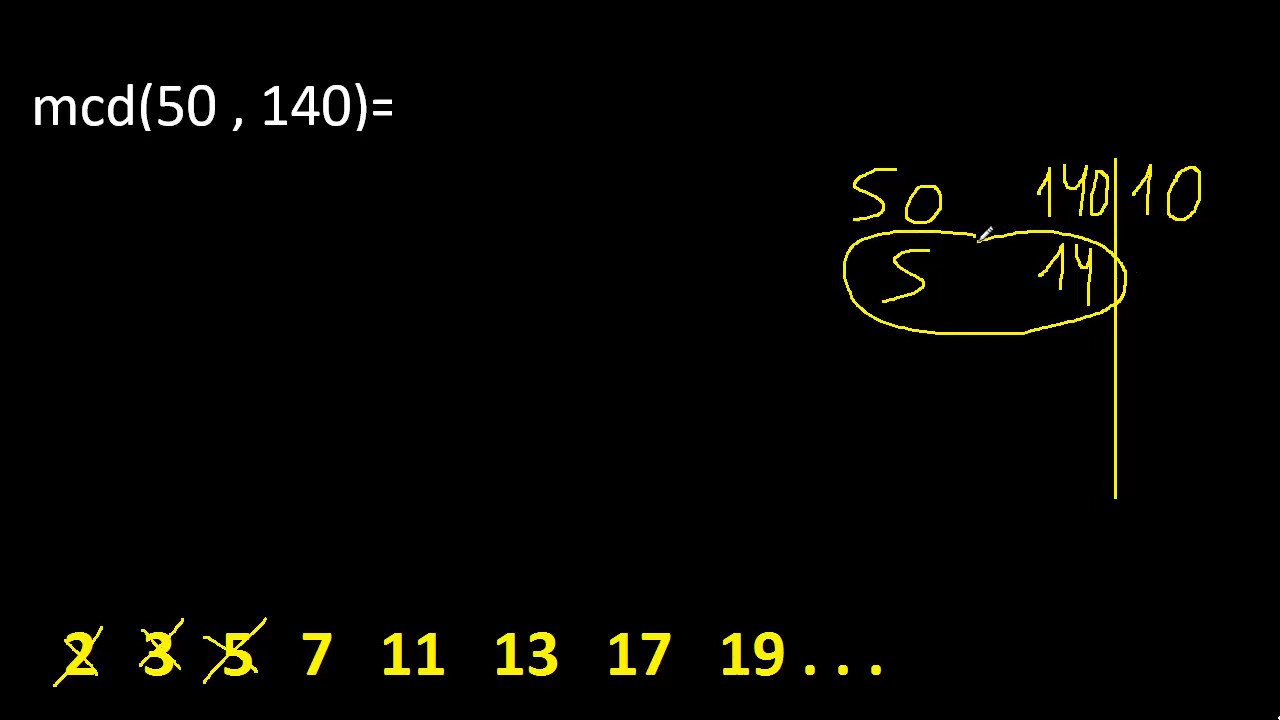 mcd(50 , 140)=
50 140 10
5 14
2 3 5 7 11 13 17 19 . . .